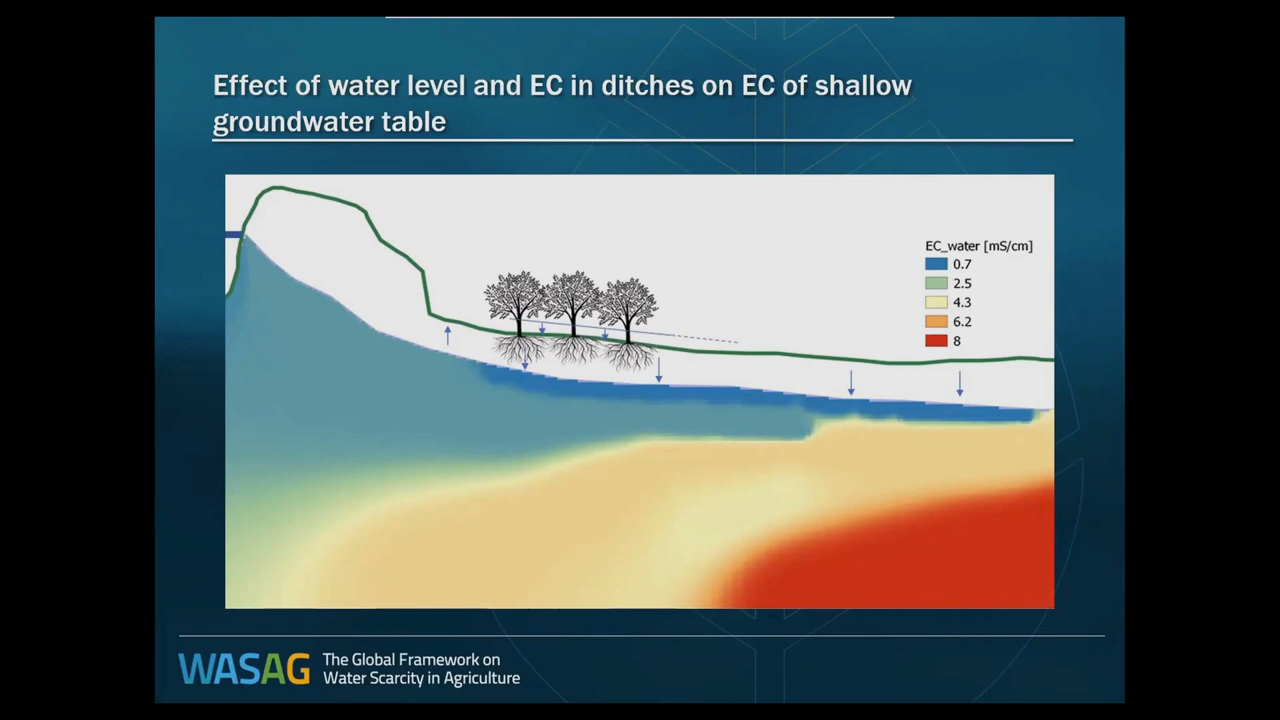 Effect of water level and EC in ditches on EC of shallow
groundwater table
EC_water [mS/cm]
0.7
2.5
4.3
6.2
8
WASAG
The Global Framework on
Water Scarcity in Agriculture